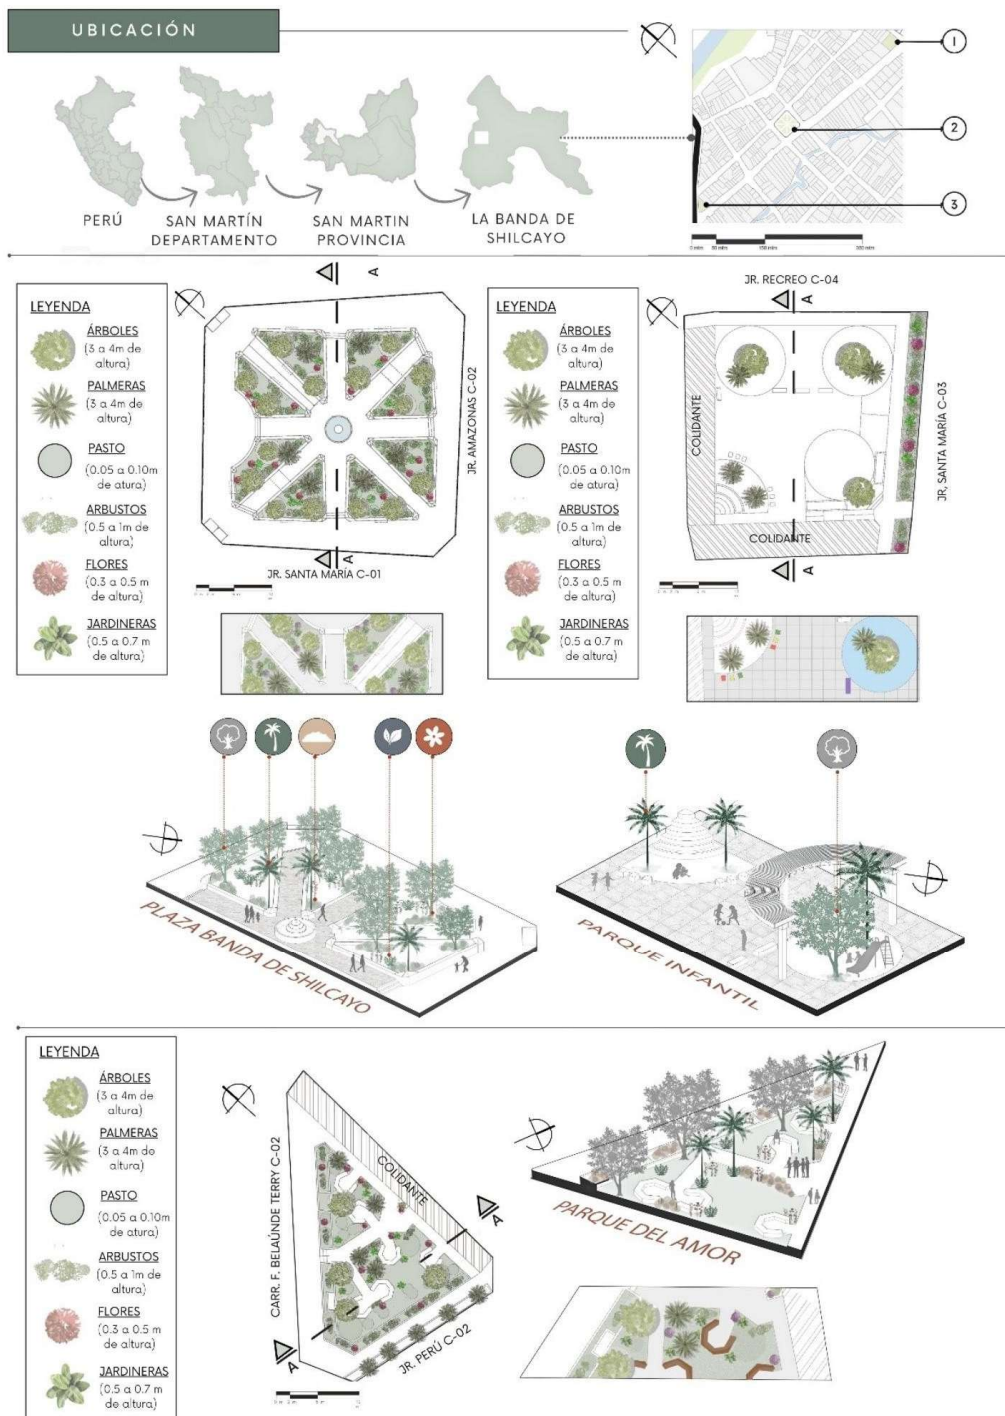 UBICACIÓN
1
2
3
PERÚ
SAN MARTÍN
DEPARTAMENTO
SAN MARTIN
PROVINCIA
LA BANDA DE
SHILCAYO
LEYENDA
ÁRBOLES
(3 a 4m de
altura)
PALMERAS
(3 a 4m de
altura)
PASTO
(0.05 a 0.10m
de atura)
ARBUSTOS
(0.5 a 1m de
altura)
FLORES
(0.3 a 0.5 m
de altura)
JARDINERAS
(0.5 a 0.7 m
de altura)
A
JR. AMAZONAS C-02
A
JR. SANTA MARÍA C-01
LEYENDA
ÁRBOLES
(3 a 4m de
altura)
PALMERAS
(3 a 4m de
altura)
PASTO
(0.05 a 0.10m
de atura)
ARBUSTOS
(0.5 a 1m de
altura)
FLORES
(0.3 a 0.5 m
de altura)
JARDINERAS
(0.5 a 0.7 m
de altura)
JR. RECREO C-04
A
COLIDANTE
JR, SANTA MARÍA C-03
COLIDANTE
A
PLAZA BANDA DE SHILCAYO
PARQUE INFANTIL
LEYENDA
ÁRBOLES
(3 a 4m de
altura)
PALMERAS
(3 a 4m de
altura)
PASTO
(0.05 a 0.10m
de atura)
ARBUSTOS
(0.5 a 1m de
altura)
FLORES
(0.3 a 0.5 m
de altura)
JARDINERAS
(0.5 a 0.7 m
de altura)
CARR. F. BELAÚNDE TERRY C-02
COLIDANTE
A
A
JR. PERÚ C-02
PARQUE DEL AMOR